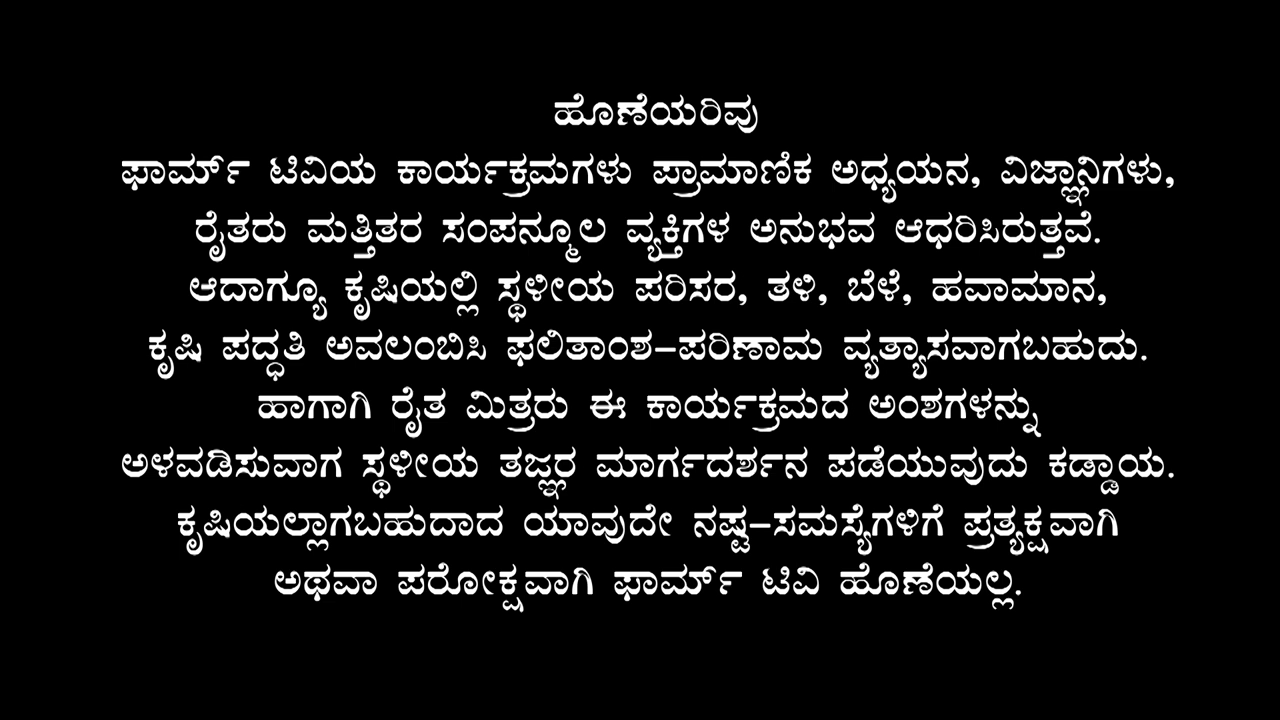 ಹೊಣೆಯರಿವು
ಫಾರ್ಮ್ ಟಿವಿಯ ಕಾರ್ಯಕ್ರಮಗಳು ಪ್ರಾಮಾಣಿಕ ಅಧ್ಯಯನ, ವಿಜ್ಞಾನಿಗಳು,
ರೈತರು ಮತ್ತಿತರ ಸಂಪನ್ಮೂಲ ವ್ಯಕ್ತಿಗಳ ಅನುಭವ ಆಧರಿಸಿರುತ್ತವೆ.
ಆದಾಗ್ಯೂ ಕೃಷಿಯಲ್ಲಿ ಸ್ಥಳೀಯ ಪರಿಸರ, ತಳಿ, ಬೆಳೆ, ಹವಾಮಾನ,
ಕೃಷಿ ಪದ್ಧತಿ ಅವಲಂಬಿಸಿ ಫಲಿತಾಂಶ-ಪರಿಣಾಮ ವ್ಯತ್ಯಾಸವಾಗಬಹುದು.
ಹಾಗಾಗಿ ರೈತ ಮಿತ್ರರು ಈ ಕಾರ್ಯಕ್ರಮದ ಅಂಶಗಳನ್ನು
ಅಳವಡಿಸುವಾಗ ಸ್ಥಳೀಯ ತಜ್ಞರ ಮಾರ್ಗದರ್ಶನ ಪಡೆಯುವುದು ಕಡ್ಡಾಯ.
ಕೃಷಿಯಲ್ಲಾಗಬಹುದಾದ ಯಾವುದೇ ನಷ್ಟ-ಸಮಸ್ಯೆಗಳಿಗೆ ಪ್ರತ್ಯಕ್ಷವಾಗಿ
ಅಥವಾ ಪರೋಕ್ಷವಾಗಿ ಫಾರ್ಮ್ ಟಿವಿ ಹೊಣೆಯಲ್ಲ.